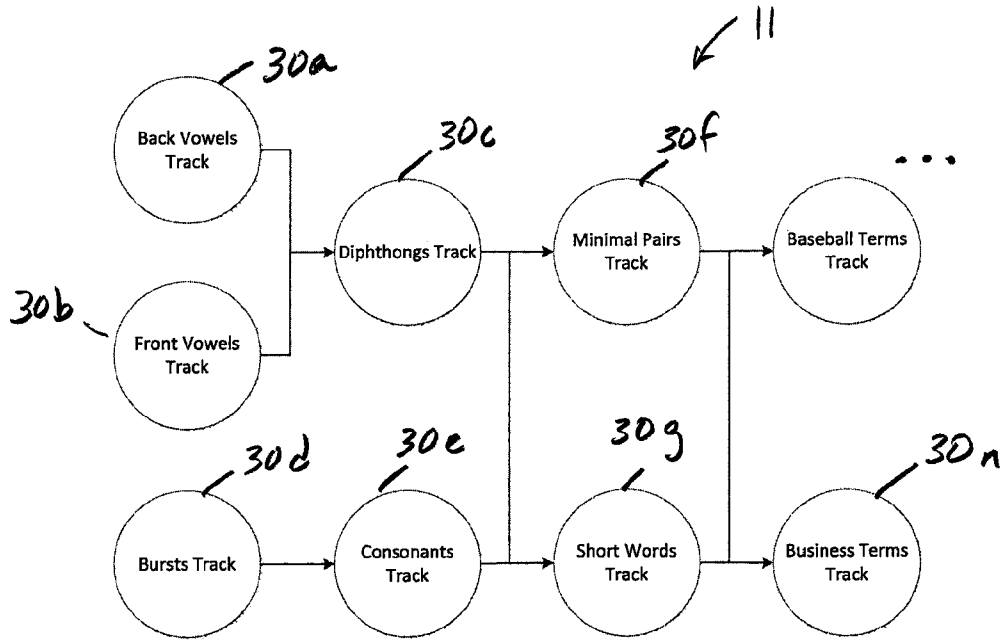 11
30a
Back Vowels
Track
30c
30f
...
Diphthongs Track
Minimal Pairs
Track
Baseball Terms
Track
30b
Front Vowels
Track
30d
30e
30g
30n
Bursts Track
Consonants
Track
Short Words
Track
Business Terms
Track